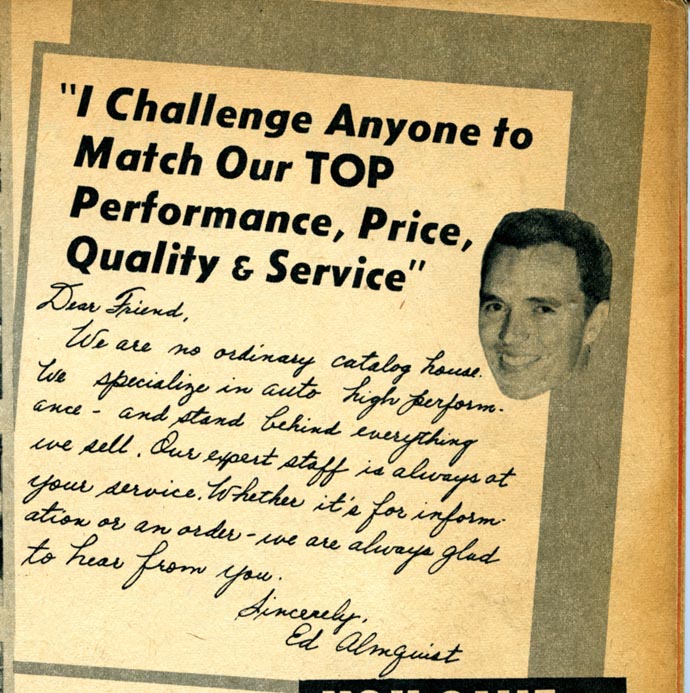 "I Challenge Anyone to
Match Our TOP
Performance, Price,
Quality & Service"
Dear Friend,
We are no ordinary catalog house.
We specialize in auto high perform-
ance - and stand behind everything
we sell. Our expert staff is always at
your service. Whether it's for inform-
ation or an order - we are always glad
to hear from you.
Sincerely,
Ed Almquist